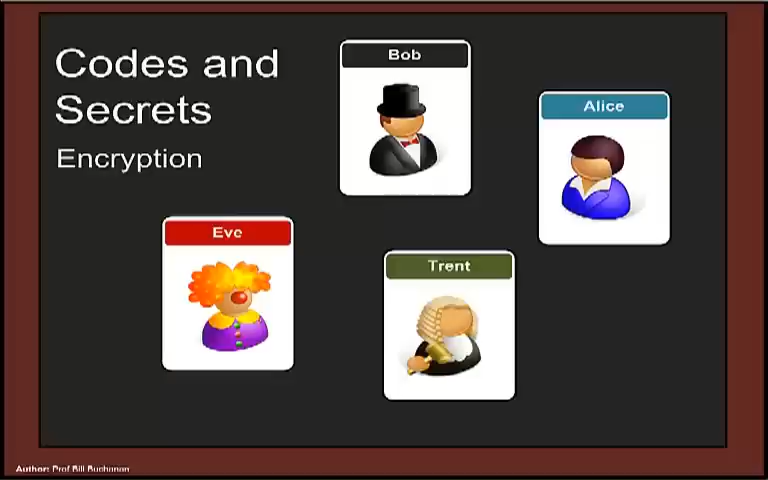 Codes and
Secrets
Encryption
Bob
Alice
Eve
Trent
Author: Prof Bill Buchanan